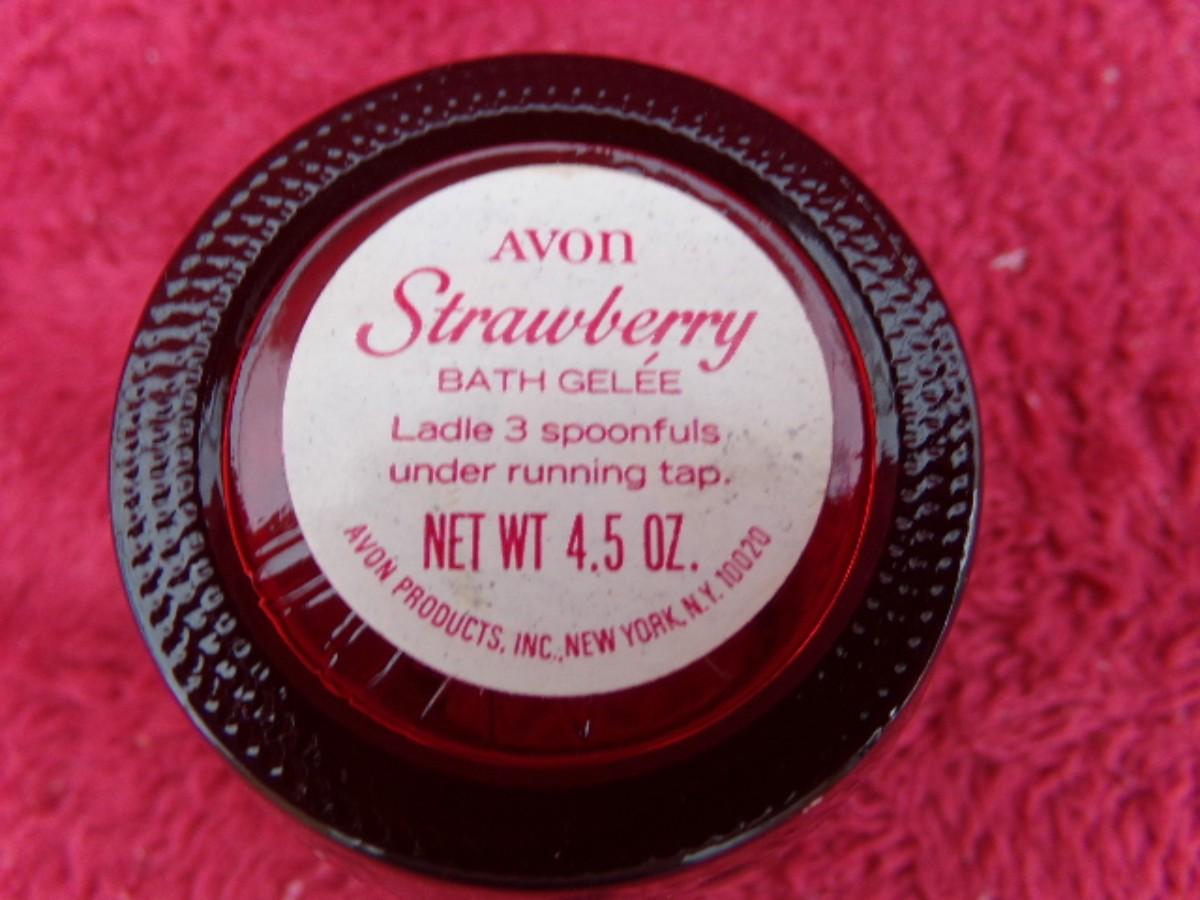 AVON
Strawberry
BATH GELÉE
Ladle 3 spoonfuls
under running tap.
NET WT 4.5 OZ.
AVON PRODUCTS, INC., NEW YORK, N.Y. 10020